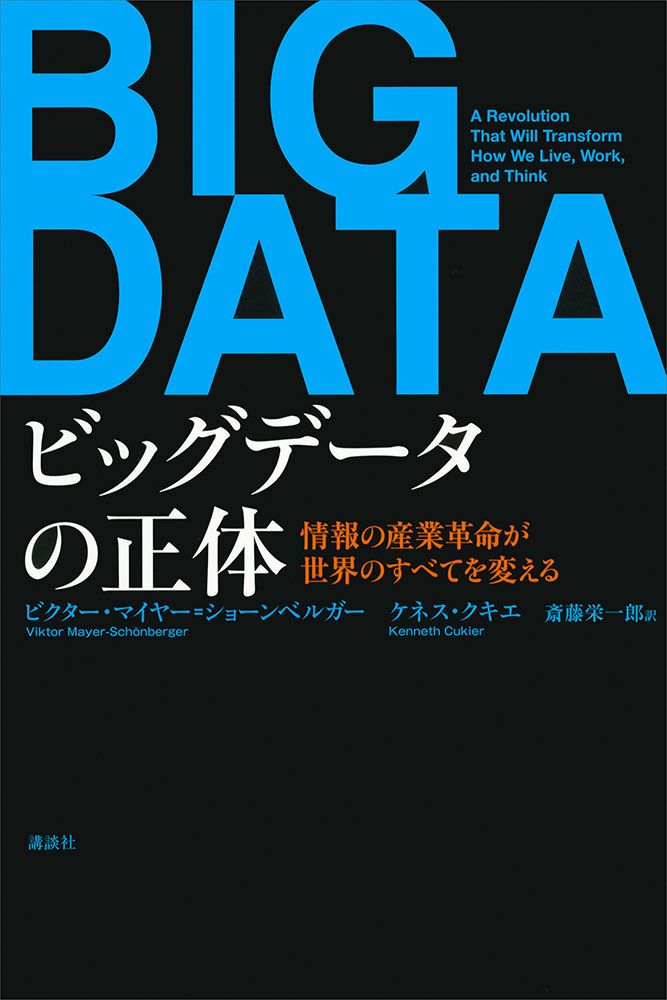 BIG
DATA
A Revolution
That Will Transform
How We Live, Work,
and Think
ビッグデータ
の正体
情報の産業革命が
世界のすべてを変える
ビクター・マイヤー=ショーンベルガー
Viktor Mayer-Schönberger
ケネス・クキエ
Kenneth Cukier
斎藤栄一郎訳
講談社